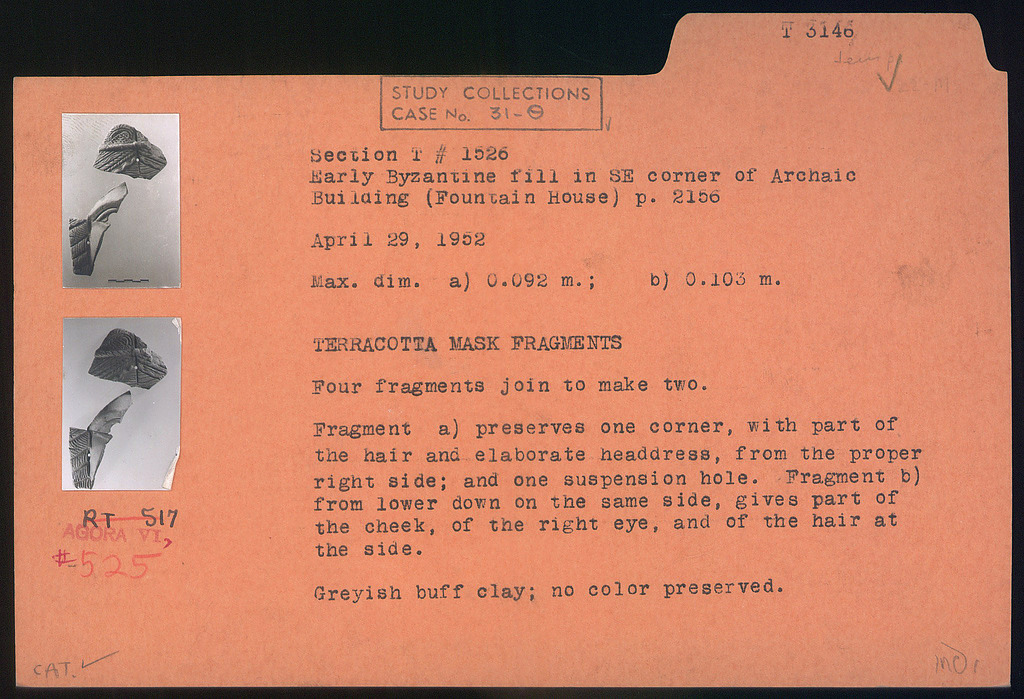 T 3146
STUDY COLLECTIONS
CASE No. 31-Θ
Section T # 1526
Early Byzantine fill in SE corner of Archaic
Building (Fountain House) p. 2156
April 29, 1952
Max. dim. a) 0.092 m.; b) 0.103 m.
TERRACOTTA MASK FRAGMENTS
Four fragments join to make two.
Fragment a) preserves one corner, with part of
the hair and elaborate headdress, from the proper
right side; and one suspension hole. Fragment b)
from lower down on the same side, gives part of
the cheek, of the right eye, and of the hair at
the side.
Greyish buff clay; no color preserved.
RT 517
AGORA VI,
#525
CAT. ✓